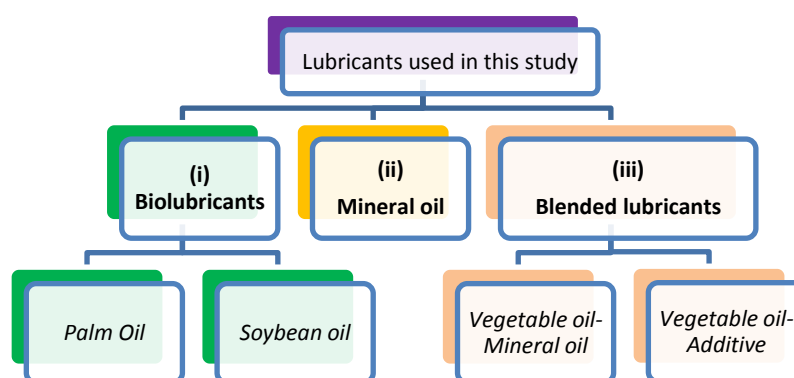 Lubricants used in this study
(i)
Biolubricants
(ii)
Mineral oil
(iii)
Blended lubricants
Palm Oil
Soybean oil
Vegetable oil-
Mineral oil
Vegetable oil-
Additive